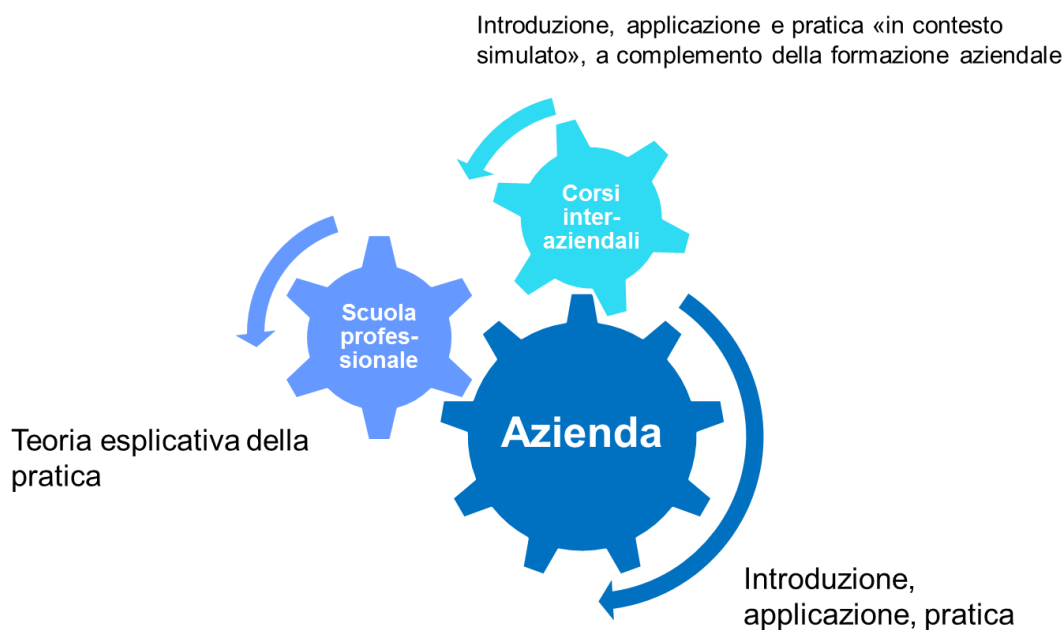 Introduzione, applicazione e pratica «in contesto
simulato», a complemento della formazione aziendale
Corsi
inter-
aziendali
Scuola
profes-
sionale
Azienda
Teoria esplicativa della
pratica
Introduzione,
applicazione, pratica